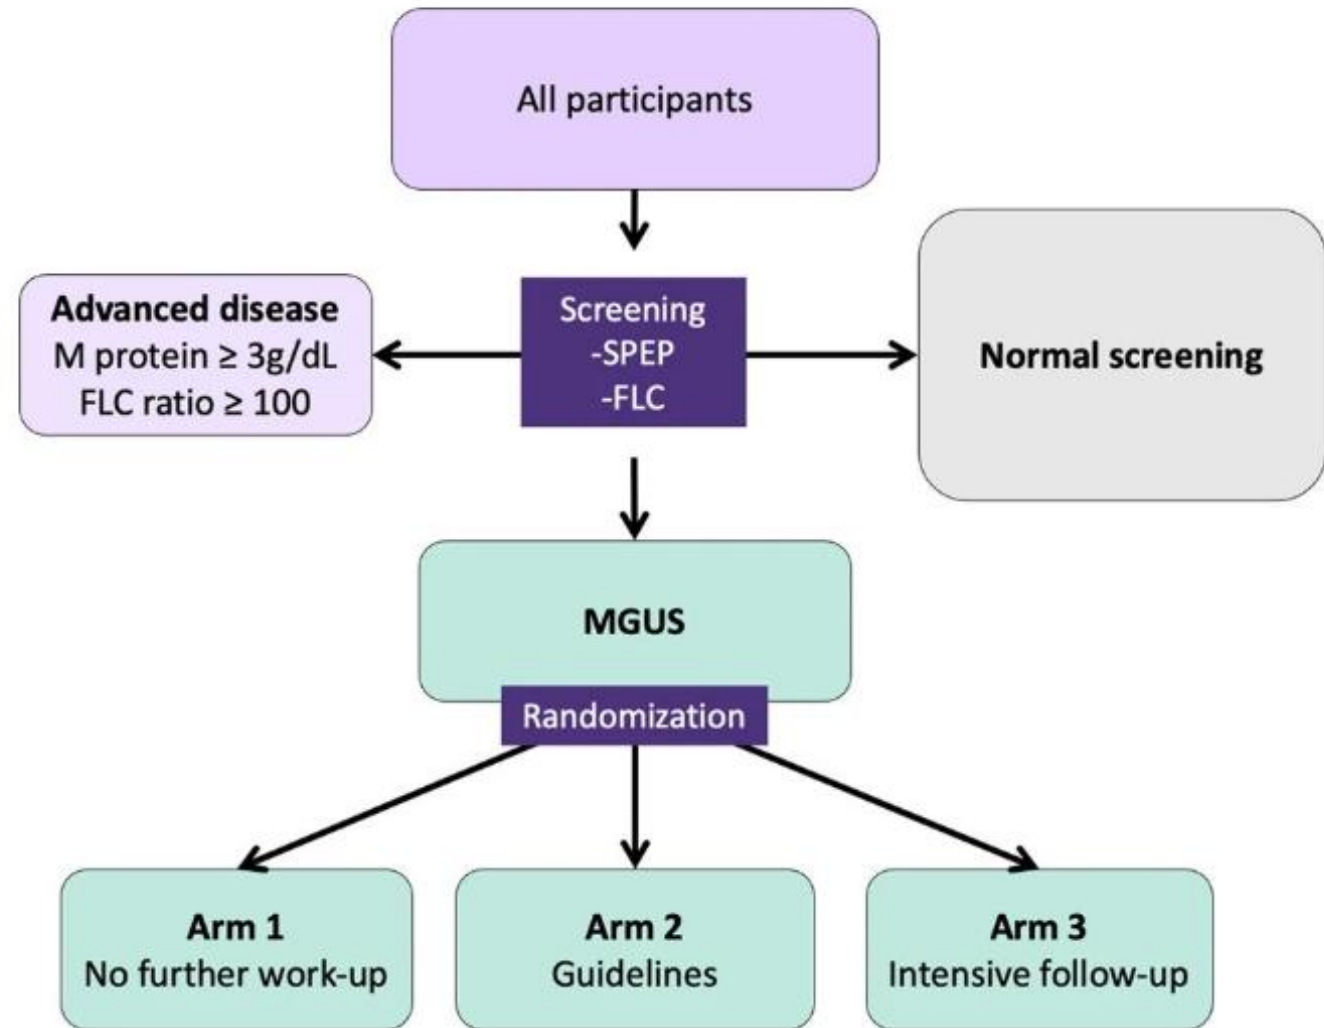 All participants
Advanced disease
M protein ≥ 3g/dL
FLC ratio ≥ 100
Screening
-SPEP
-FLC
Normal screening
MGUS
Randomization
Arm 1
No further work-up
Arm 2
Guidelines
Arm 3
Intensive follow-up